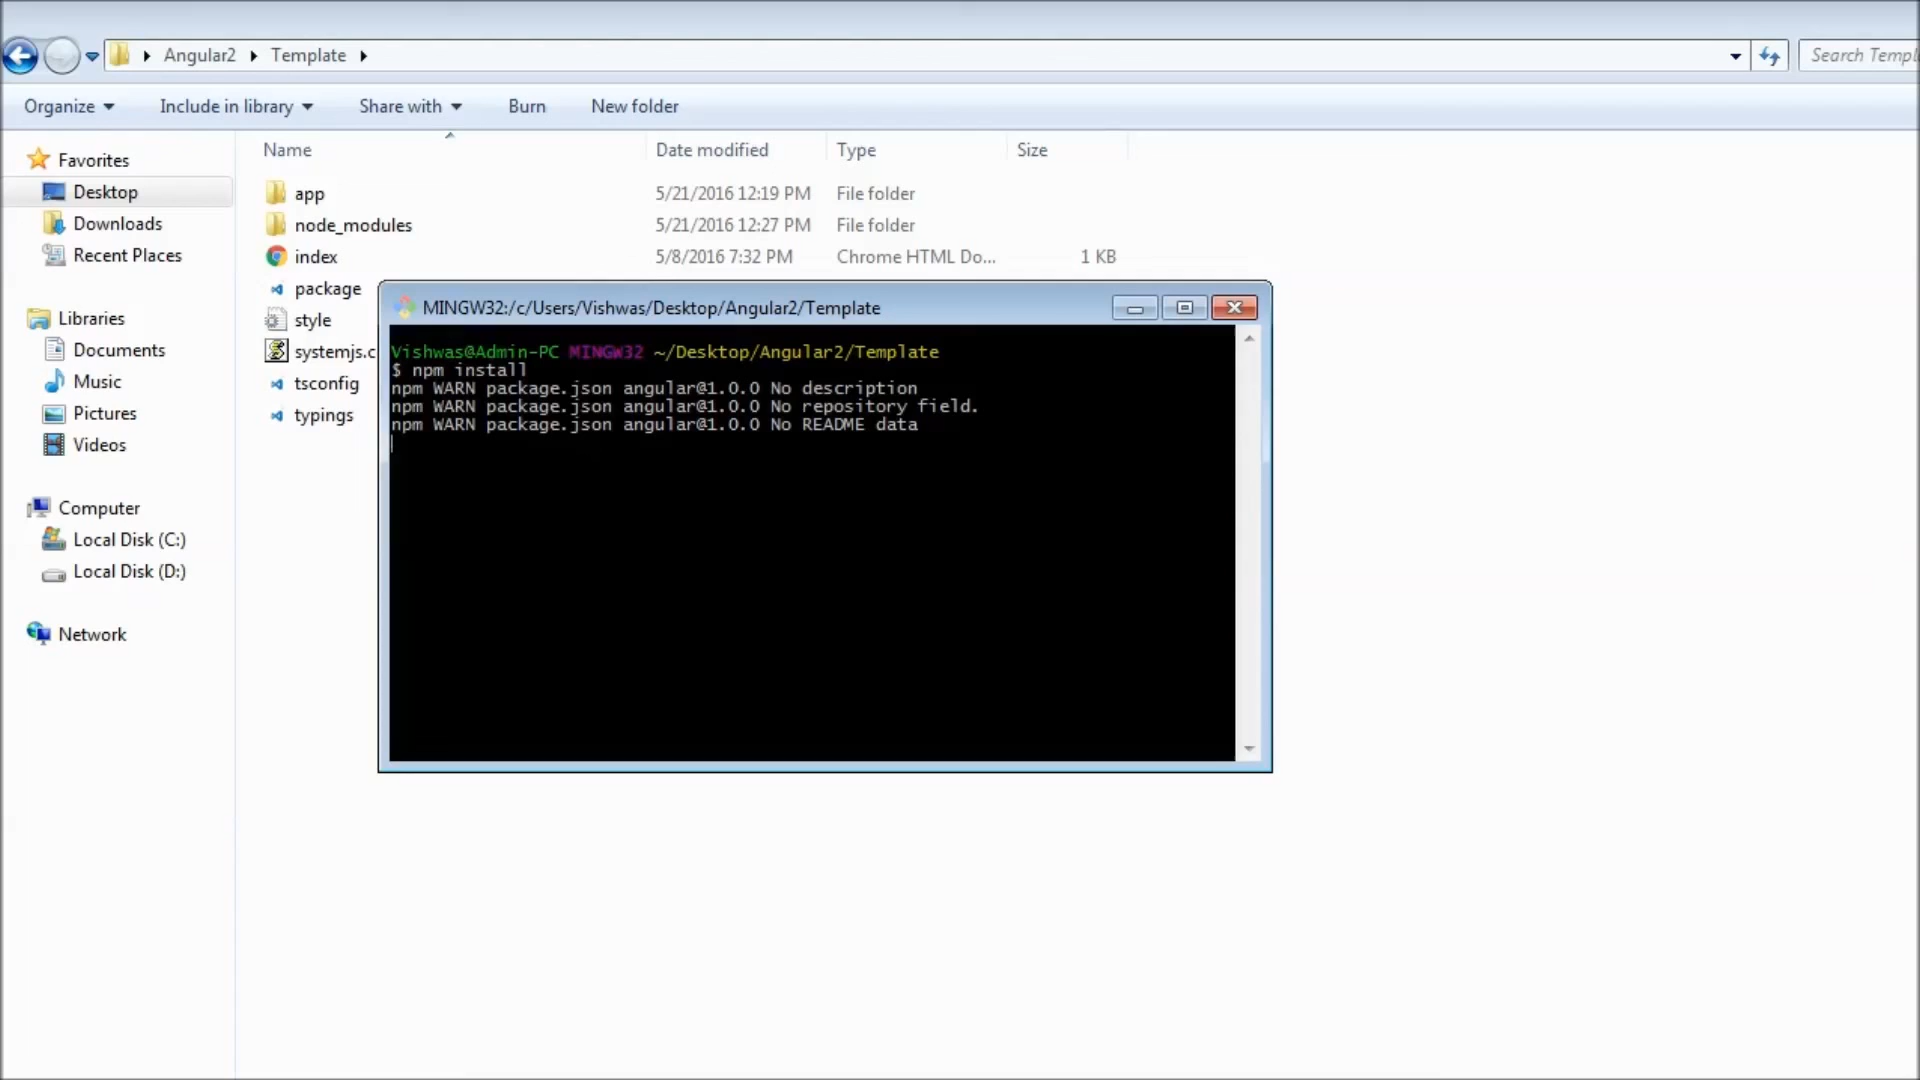 Angular2 Template
Search Templ
Organize Include in library Share with Burn New folder
Name Date modified Type Size
Favorites
Desktop
Downloads
Recent Places
Libraries
Documents
Music
Pictures
Videos
Computer
Local Disk (C:)
Local Disk (D:)
Network
app 5/21/2016 12:19 PM File folder
node_modules 5/21/2016 12:27 PM File folder
index 5/8/2016 7:32 PM Chrome HTML Do... 1 KB
package
style
systemjs.c
tsconfig
typings
MINGW32:/c/Users/Vishwas/Desktop/Angular2/Template
Vishwas@Admin-PC MINGW32 ~/Desktop/Angular2/Template
$ npm install
npm WARN package.json angular@1.0.0 No description
npm WARN package.json angular@1.0.0 No repository field.
npm WARN package.json angular@1.0.0 No README data